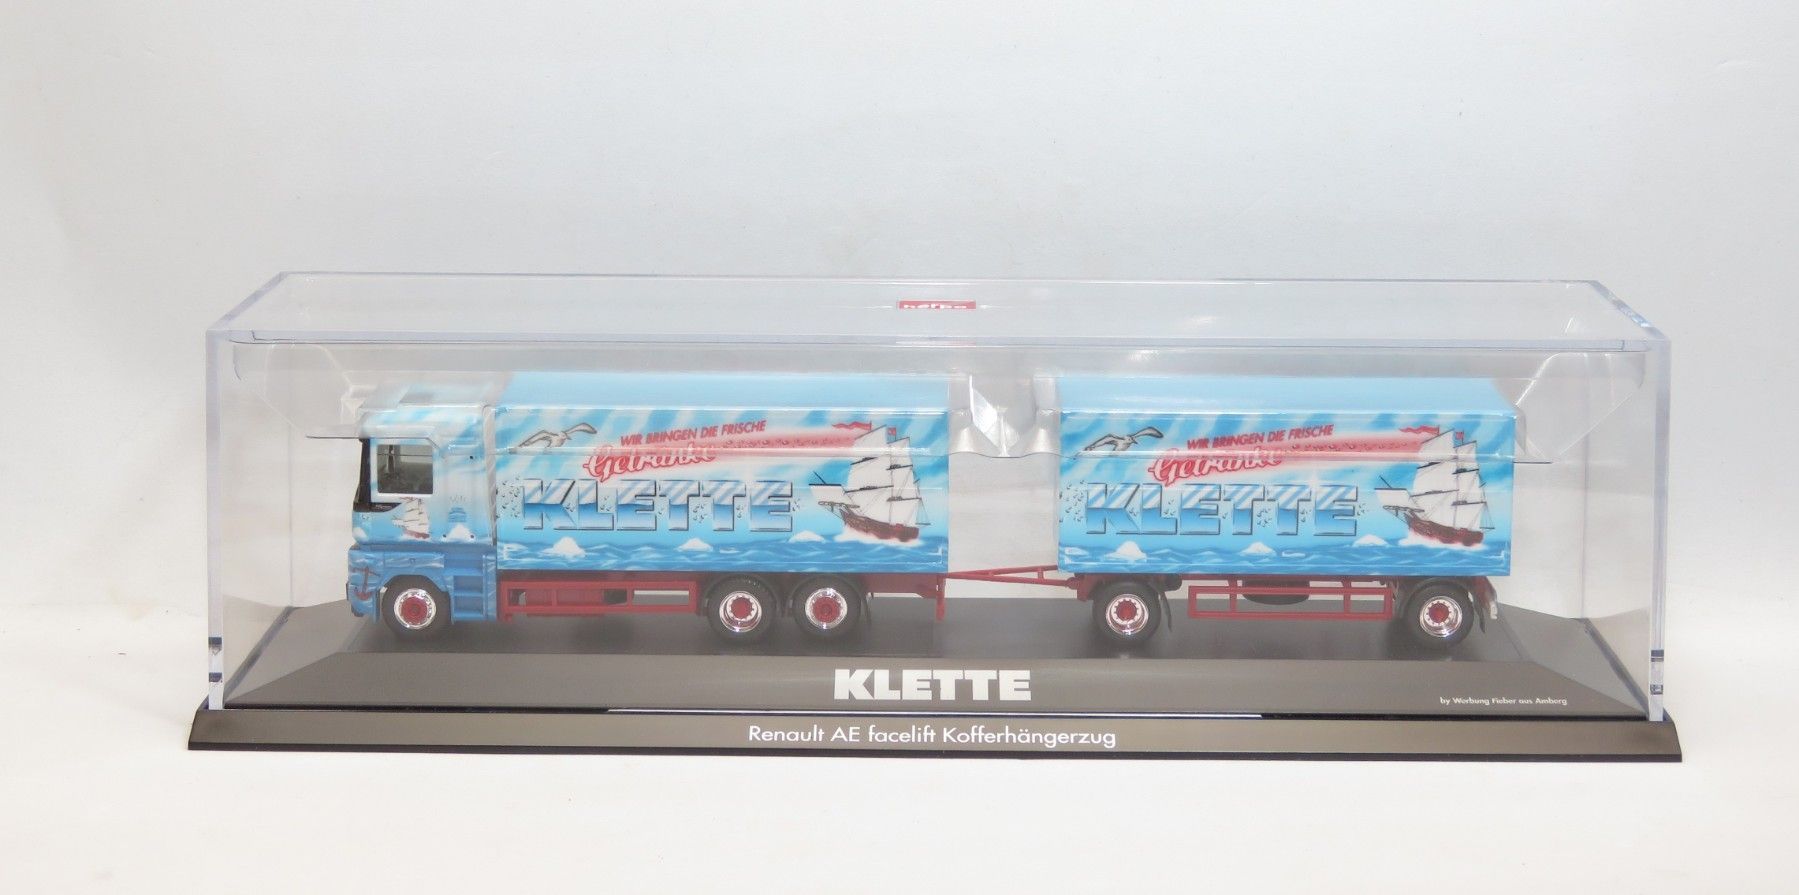 herpa
WIR BRINGEN DIE FRISCHE
Getränke
KLETTE
WIR BRINGEN DIE FRISCHE
Getränke
KLETTE
KLETTE
by Werbung Fieber aus Amberg
Renault AE facelift Kofferhängerzug